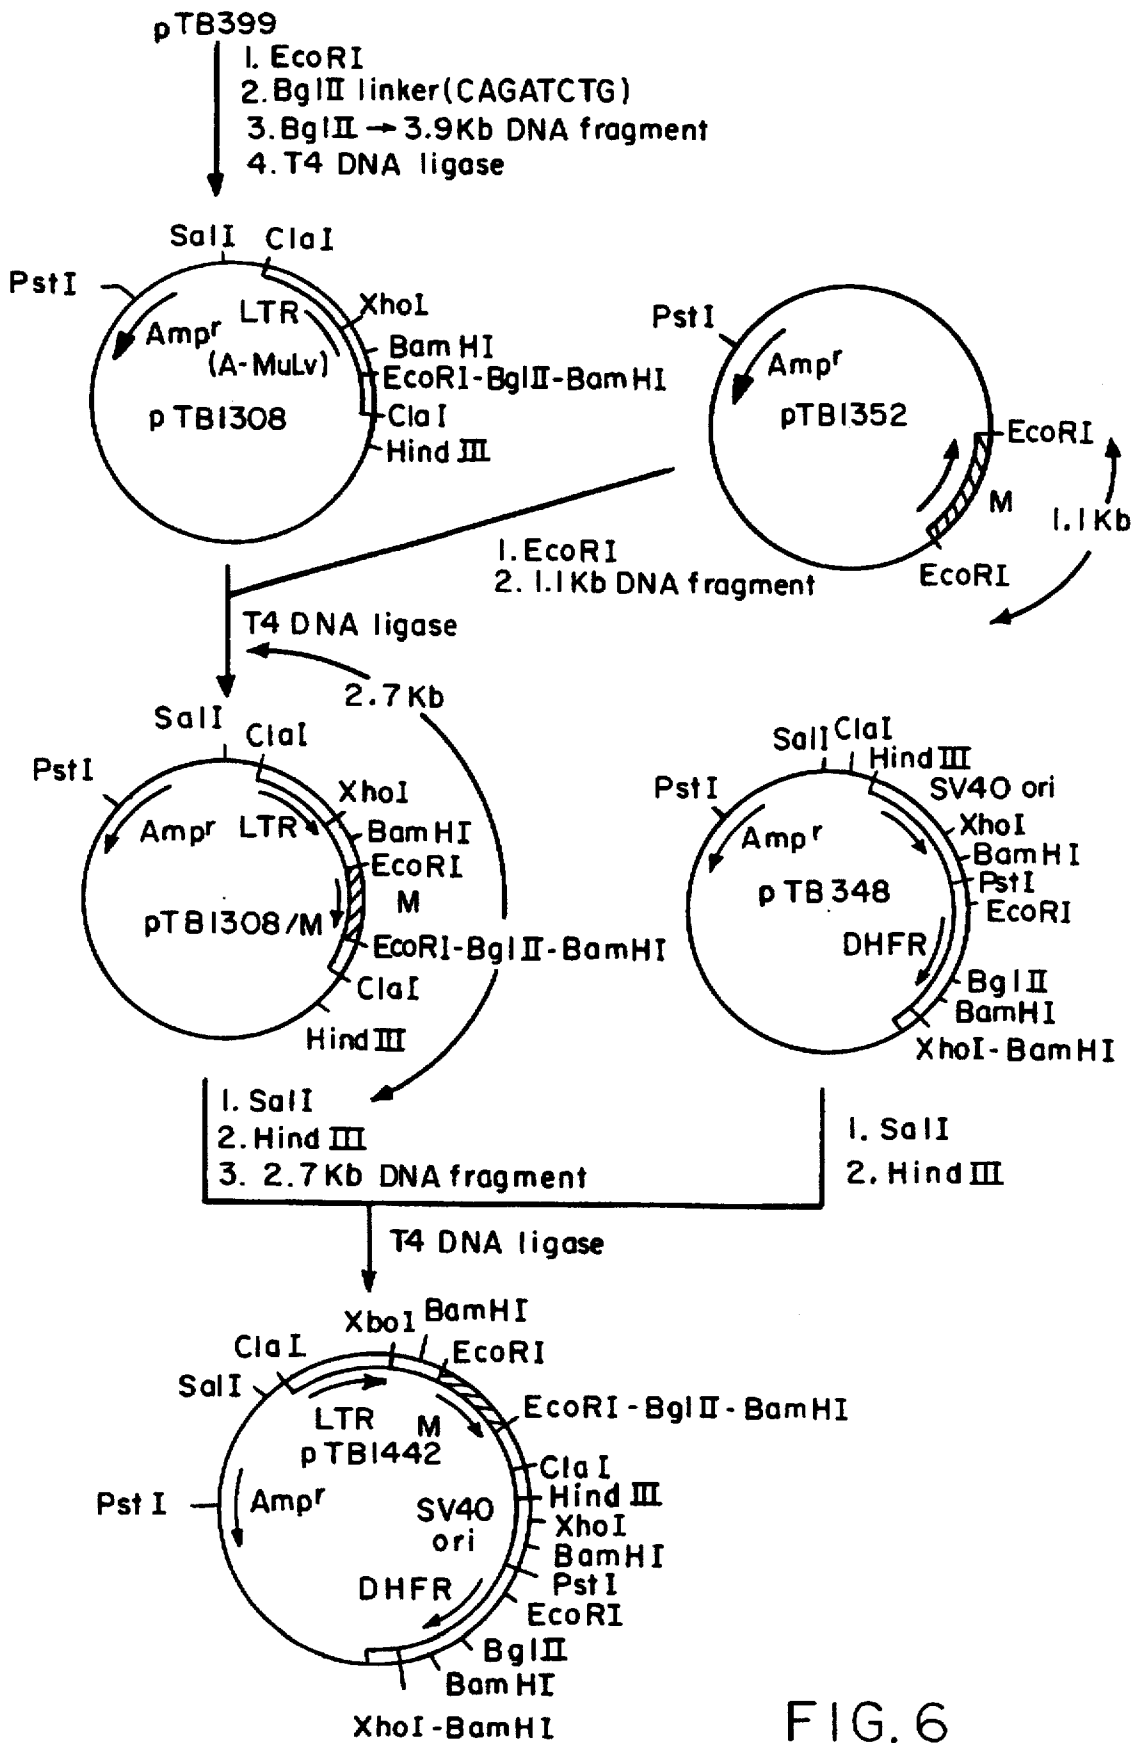 pTB399
1. EcoRI
2. BglII linker(CAGATCTG)
3. BglII → 3.9Kb DNA fragment
4. T4 DNA ligase
SalI ClaI
PstI
Ampr
LTR
(A-MuLv)
pTB1308
XhoI
BamHI
EcoRI-BglII-BamHI
ClaI
HindIII
PstI
Ampr
pTB1352
EcoRI
M
1.1Kb
EcoRI
1. EcoRI
2. 1.1Kb DNA fragment
T4 DNA ligase
2.7Kb
SalI
ClaI
PstI
Ampr
LTR
XhoI
BamHI
EcoRI
M
pTB1308/M
EcoRI-BglII-BamHI
ClaI
HindIII
SalI ClaI
HindIII
SV40 ori
PstI
Ampr
XhoI
BamHI
PstI
EcoRI
pTB348
DHFR
BglII
BamHI
XhoI-BamHI
1. SalI
2. HindIII
3. 2.7Kb DNA fragment
1. SalI
2. HindIII
T4 DNA ligase
XboI
BamHI
ClaI
EcoRI
SalI
LTR
M
EcoRI-BglII-BamHI
pTB1442
ClaI
PstI
Ampr
SV40
ori
HindIII
XhoI
BamHI
PstI
DHFR
EcoRI
BglII
BamHI
XhoI-BamHI
FIG. 6